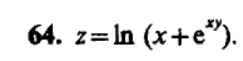 64. z=ln (x+e^{xy}).